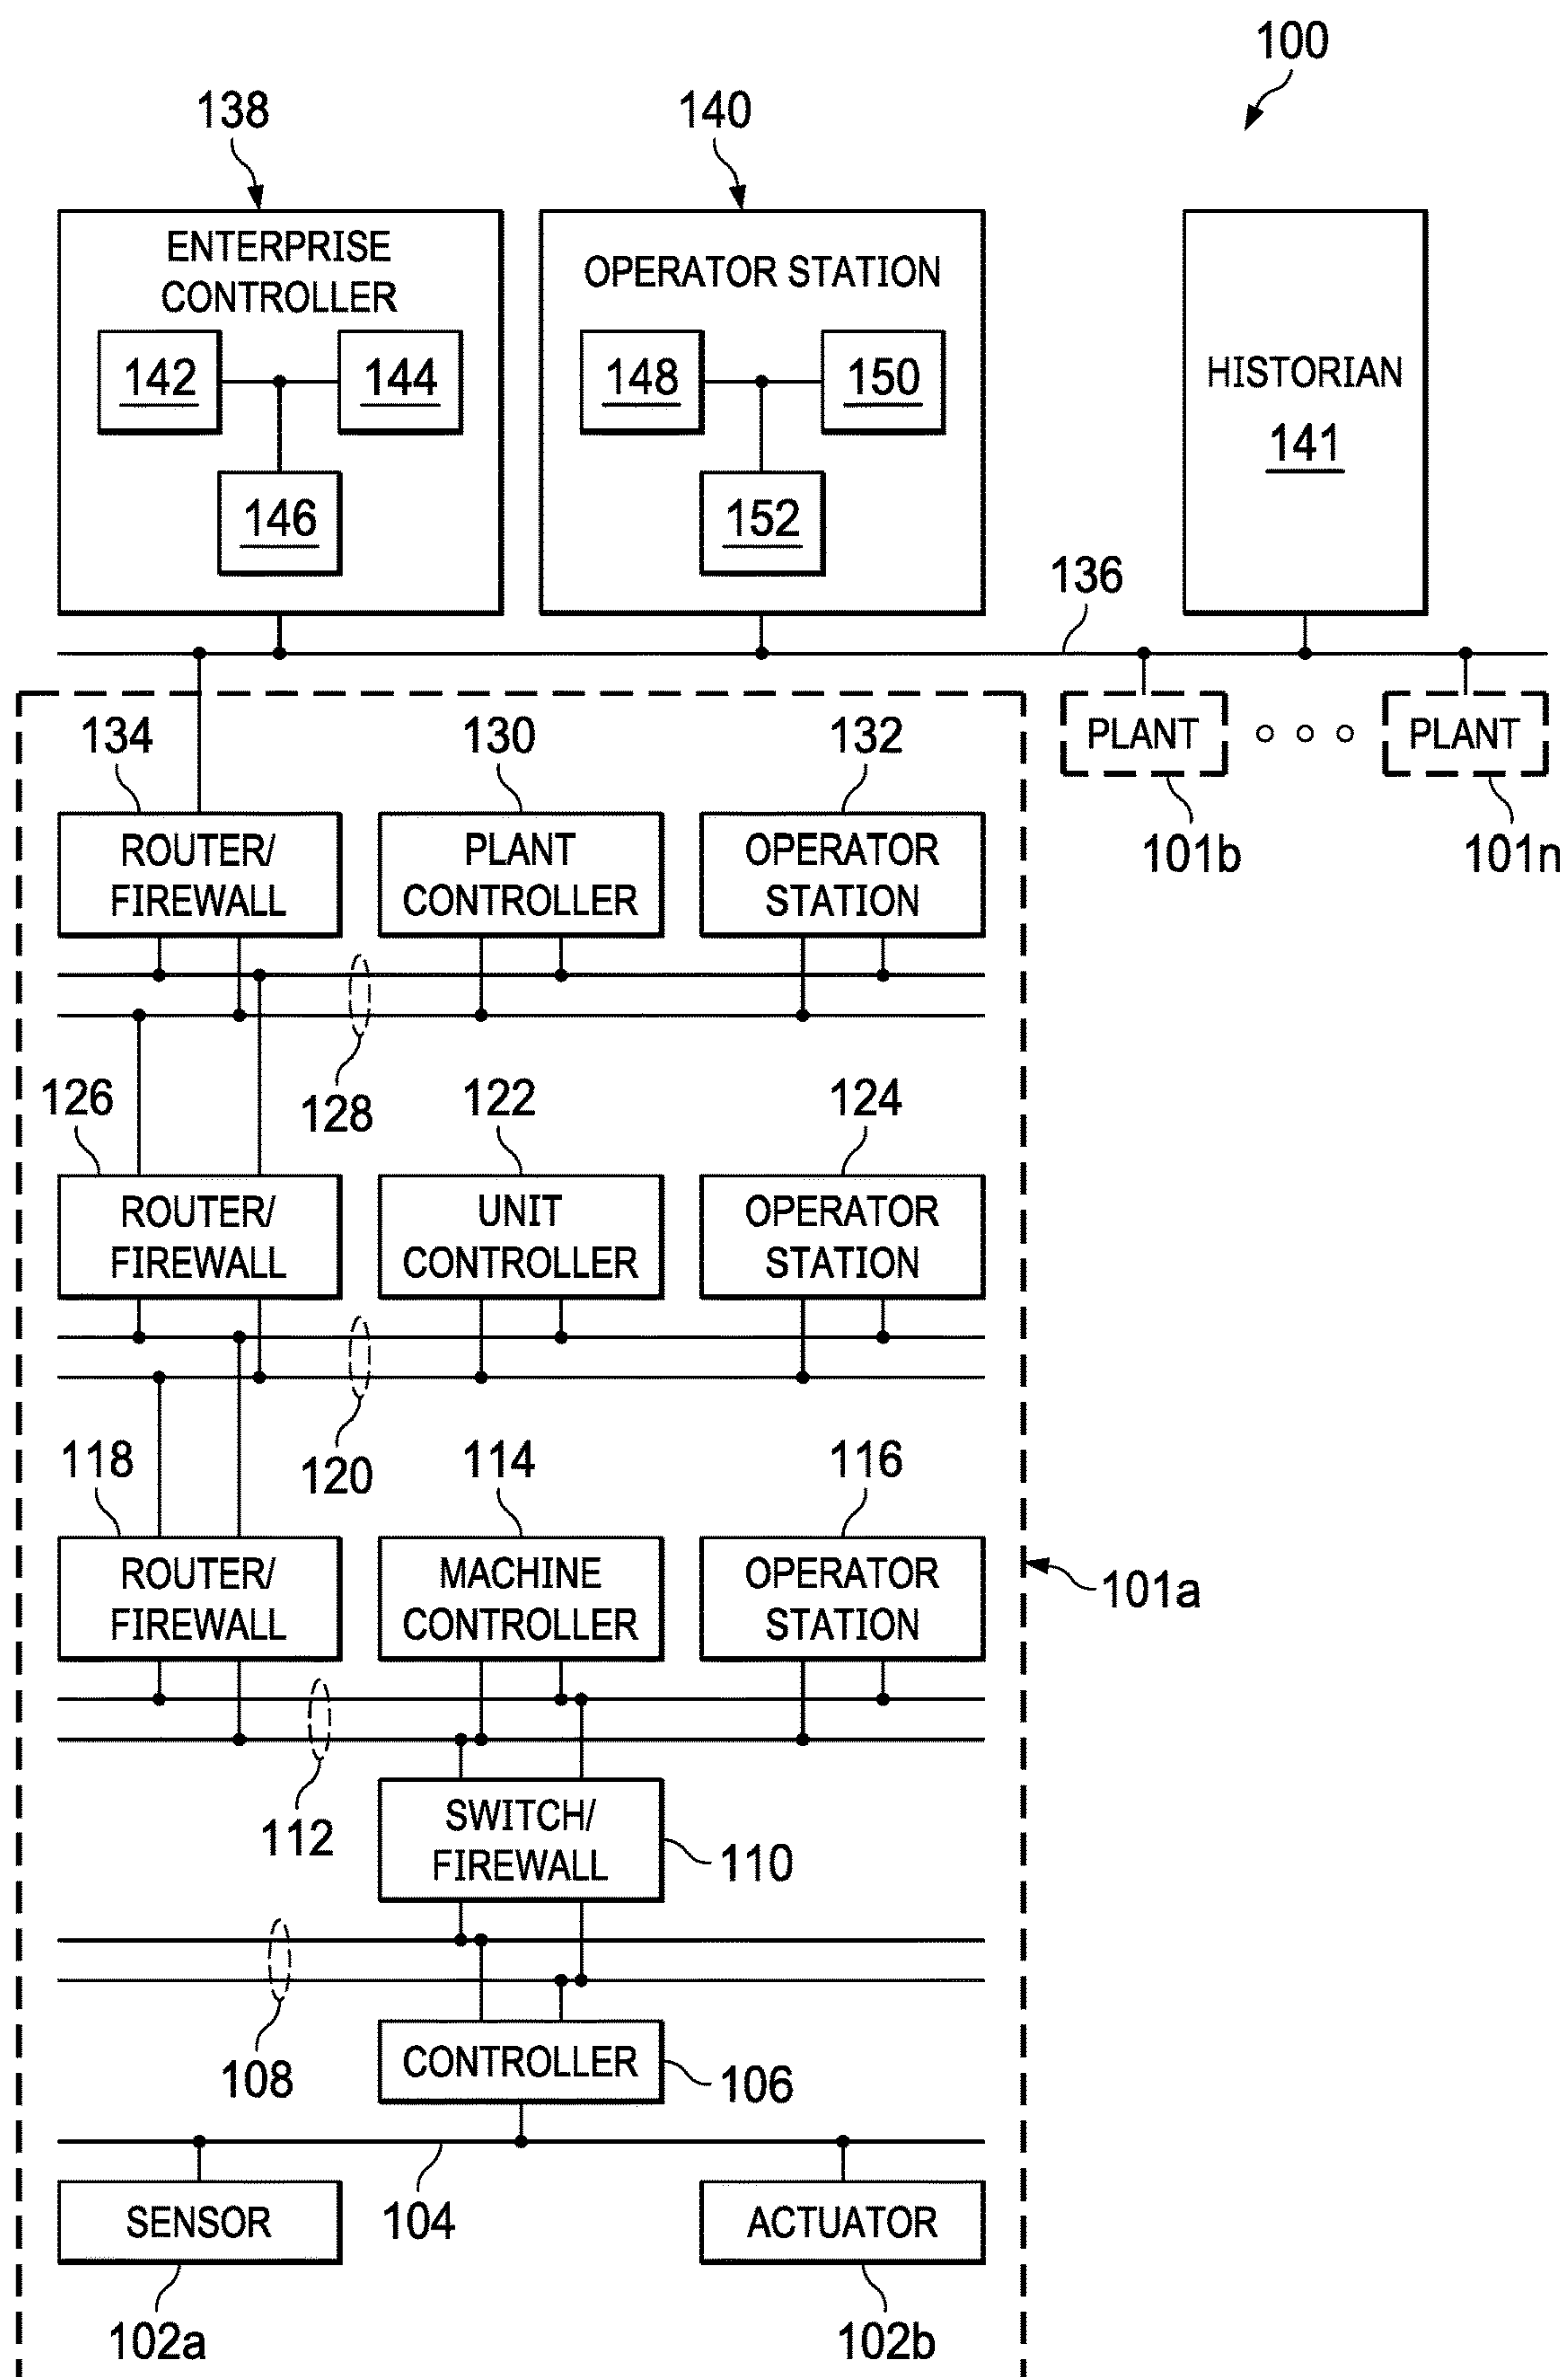 100
138
140
ENTERPRISE
CONTROLLER
142
144
146
OPERATOR STATION
148
150
152
HISTORIAN
141
136
PLANT
PLANT
101b
101n
134
130
132
ROUTER/
FIREWALL
PLANT
CONTROLLER
OPERATOR
STATION
128
126
122
124
ROUTER/
FIREWALL
UNIT
CONTROLLER
OPERATOR
STATION
120
118
114
116
ROUTER/
FIREWALL
MACHINE
CONTROLLER
OPERATOR
STATION
101a
112
SWITCH/
FIREWALL
110
108
CONTROLLER
106
104
SENSOR
ACTUATOR
102a
102b